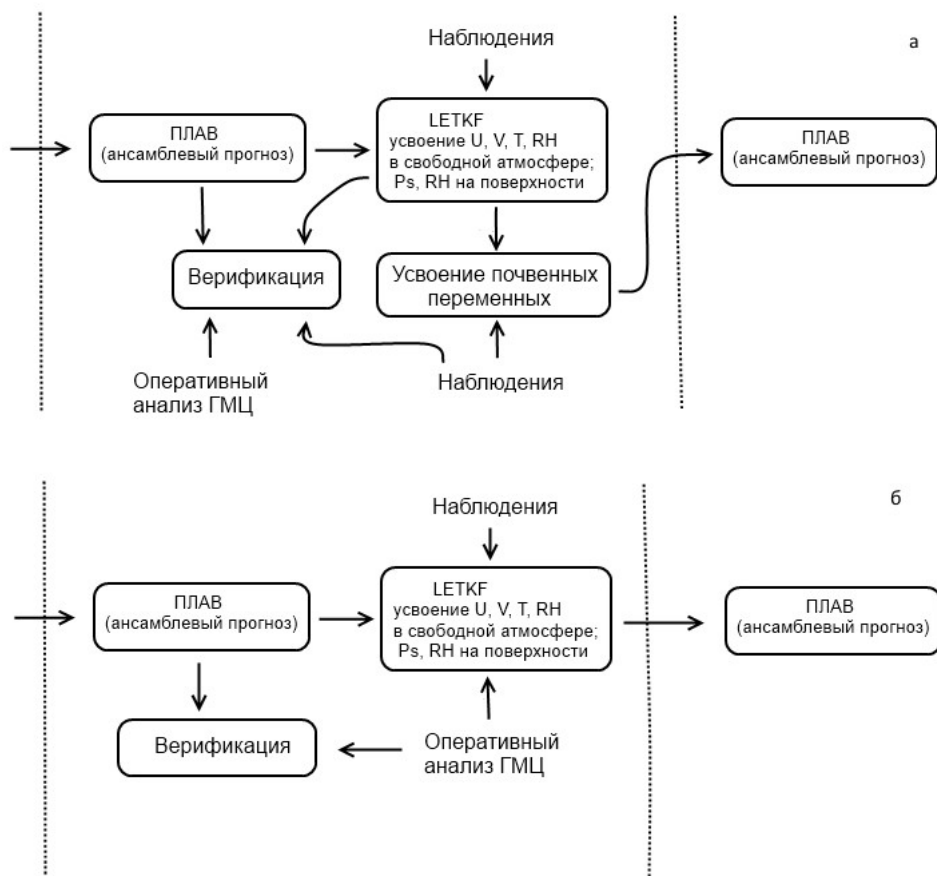 а
Наблюдения
ПЛАВ
(ансамблевый прогноз)
LETKF
усвоение U, V, T, RH
в свободной атмосфере;
Ps, RH на поверхности
ПЛАВ
(ансамблевый прогноз)
Верификация
Усвоение почвенных
переменных
Оперативный
анализ ГМЦ
Наблюдения
б
Наблюдения
ПЛАВ
(ансамблевый прогноз)
LETKF
усвоение U, V, T, RH
в свободной атмосфере;
Ps, RH на поверхности
ПЛАВ
(ансамблевый прогноз)
Верификация
Оперативный
анализ ГМЦ